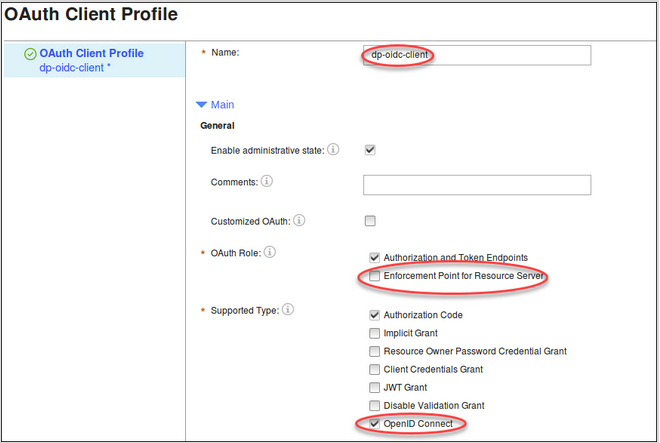 OAuth Client Profile
OAuth Client Profile
dp-oidc-client *
* Name: dp-oidc-client
Main
General
Enable administrative state:
Comments:
Customized OAuth:
* OAuth Role:
Authorization and Token Endpoints
Enforcement Point for Resource Server
* Supported Type:
Authorization Code
Implicit Grant
Resource Owner Password Credential Grant
Client Credentials Grant
JWT Grant
Disable Validation Grant
OpenID Connect